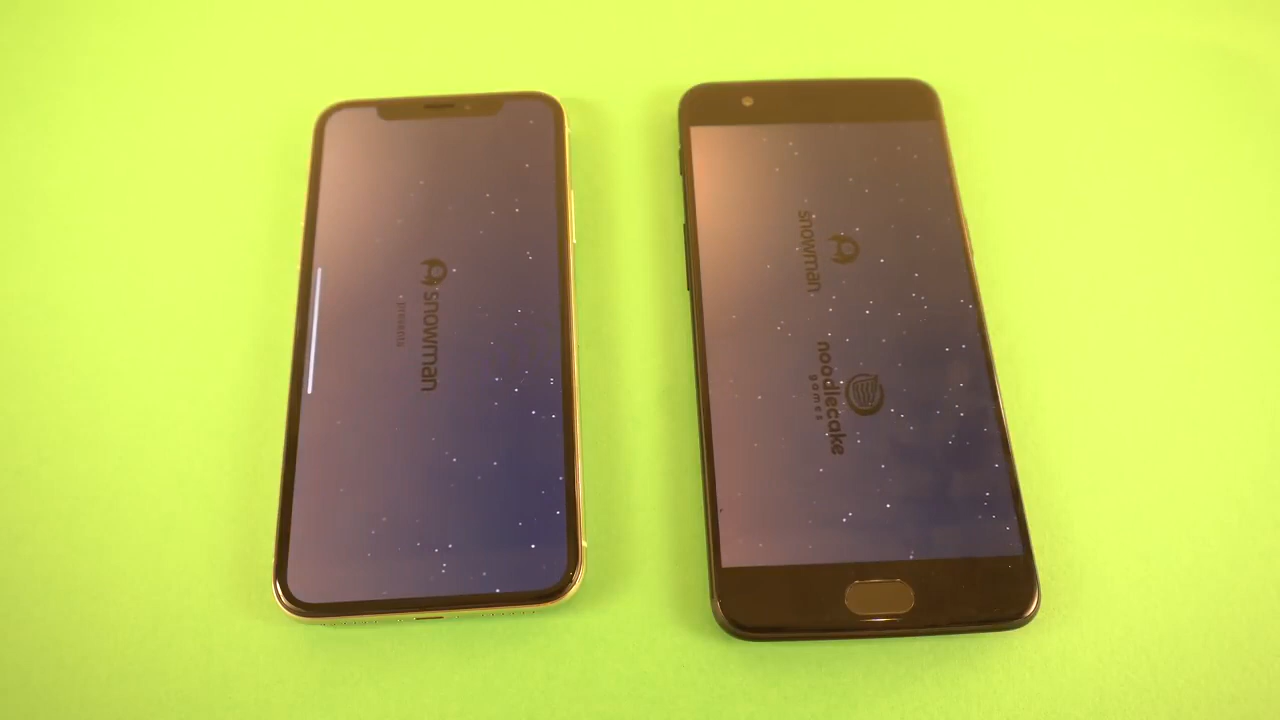 snowman
presents
snowman
noodlecake
games